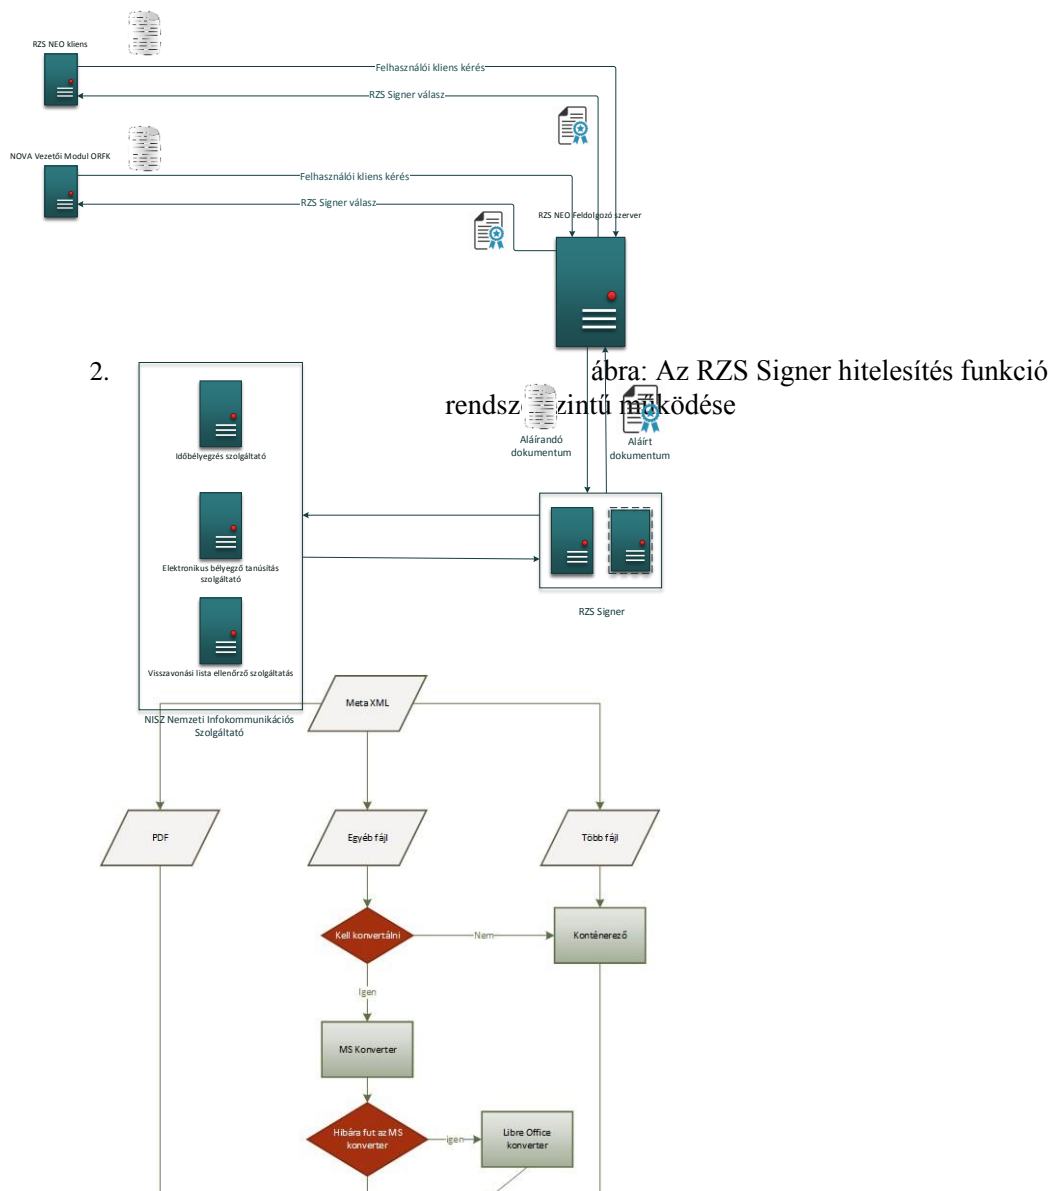 RZS NEO kliens
Felhasználói kliens kérés
RZS Signer válasz
NOVA Vezetői Modul ORFK
Felhasználói kliens kérés
RZS Signer válasz
RZS NEO Feldolgozó szerver
2. ábra: Az RZS Signer hitelesítés funkció
működése
Aláírandó
dokumentum
Aláírt
dokumentum
Időbélyegzés szolgáltató
Elektronikus bélyegző tanúsítás
szolgáltató
RZS Signer
Visszavonási lista ellenőrző szolgáltatás
NISZ Nemzeti Infokommunikációs
Szolgáltató
Meta XML
PDF
Egyéb fájl
Több fájl
Kell konvertálni
Nem
Konténerező
Igen
MS Konverter
Hibára fut az MS
konverter
igen
Libre Office
konverter